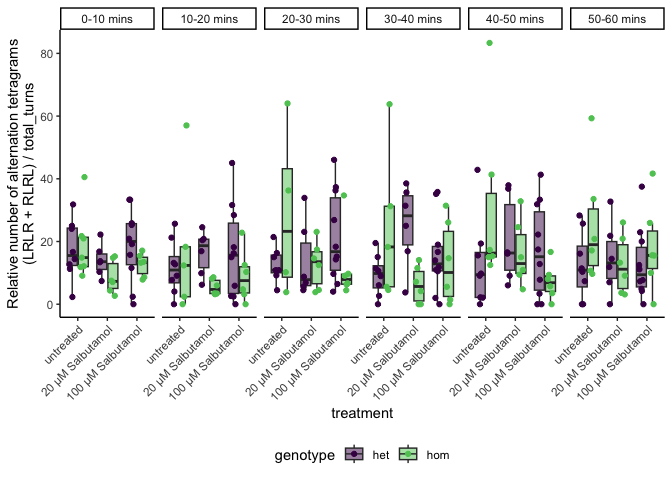 0-10 mins 10-20 mins 20-30 mins 30-40 mins 40-50 mins 50-60 mins
Relative number of alternation tetragrams
(LRLR + RLRL) / total_turns
80
60
40
20
0
untreated 20 µM Salbutamol 100 µM Salbutamol untreated 20 µM Salbutamol 100 µM Salbutamol untreated 20 µM Salbutamol 100 µM Salbutamol untreated 20 µM Salbutamol 100 µM Salbutamol untreated 20 µM Salbutamol 100 µM Salbutamol untreated 20 µM Salbutamol 100 µM Salbutamol
treatment
genotype het hom